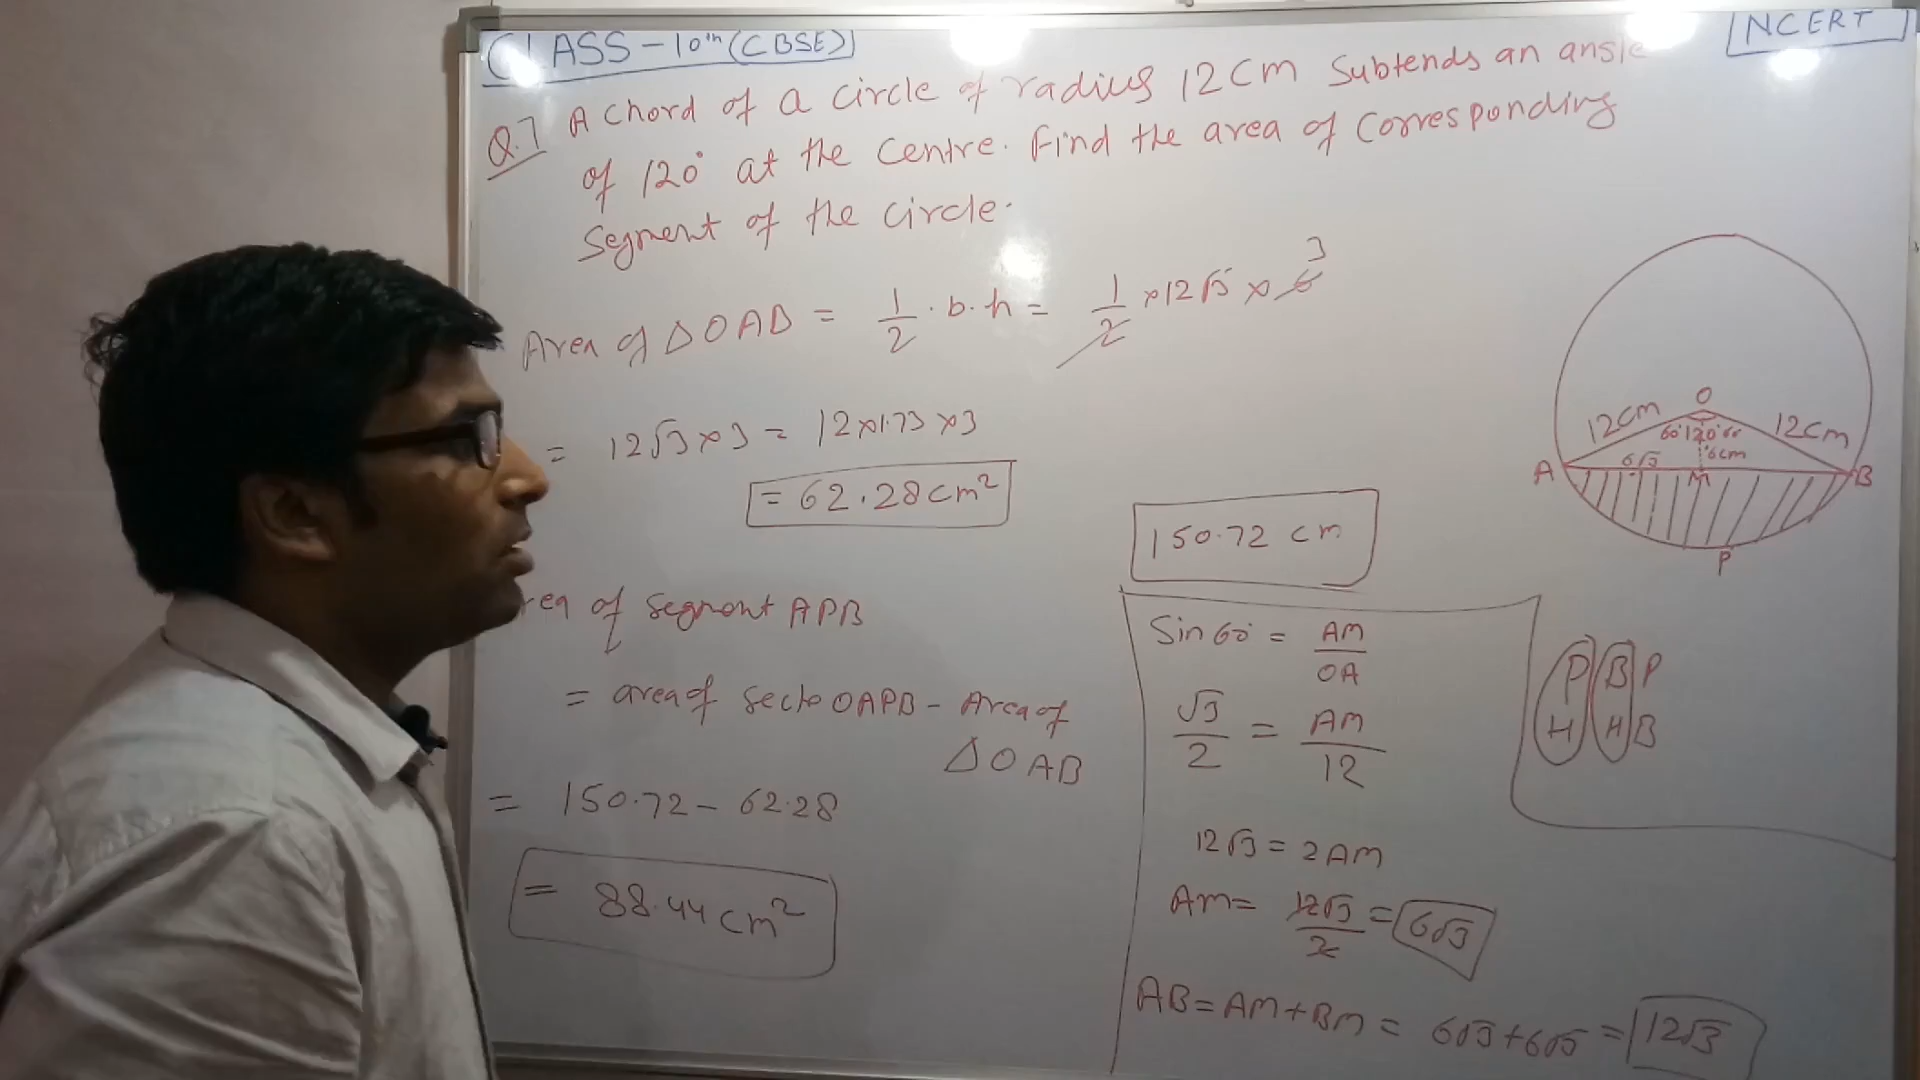 CLASS-10th (CBSE)
NCERT
Q.7 A chord of a circle of radius 12cm subtends an angle
of 120° at the centre. Find the area of corresponding
segment of the circle.
Area of ΔOAB = 1/2 . b.h = 1/2 × 12√3 × 6 3
= 12√3 × 3 = 12×1.73×3
= 62.28 cm²
150.72 cm
rea of segment APB
= area of secto OAPB - Area of
ΔOAB
= 150.72 - 62.28
= 88.44 cm²
Sin 60° = AM/OA
√3/2 = AM/12
12√3 = 2AM
AM = 12√3/2 = 6√3
AB = AM + BM = 6√3 + 6√3 = 12√3
O
12cm
12cm
60° 120° 60
6√3
6cm
A
M
B
P
P B P
H H B